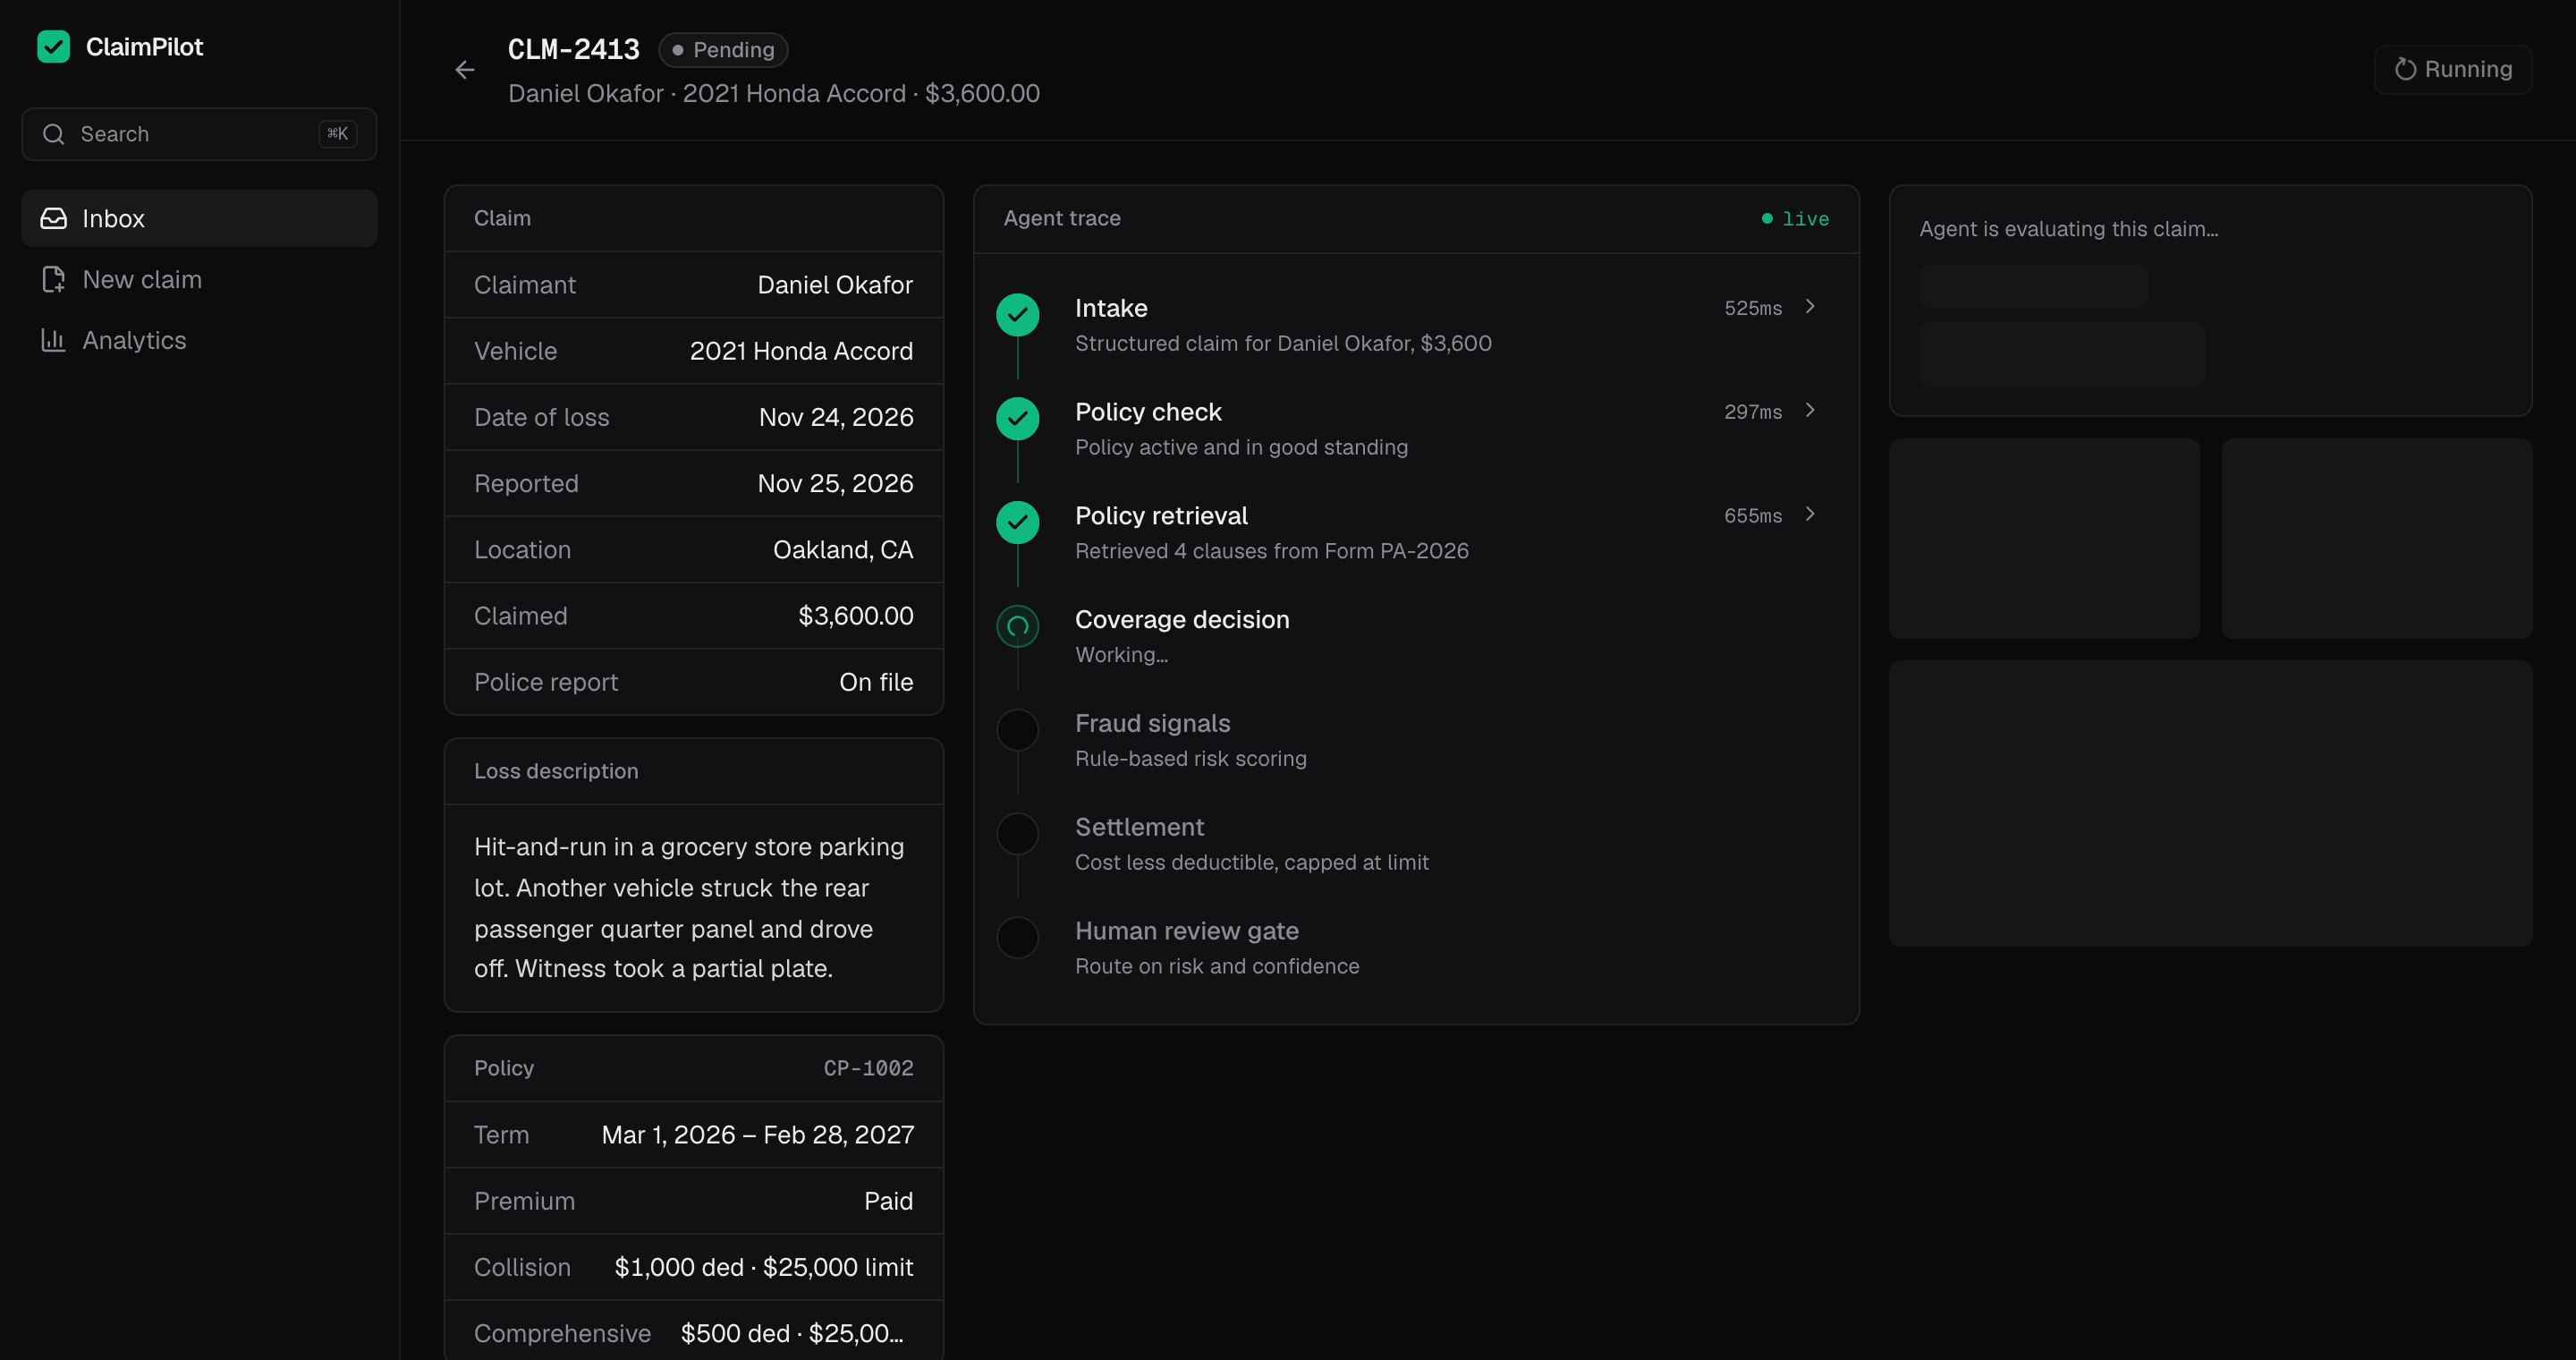 ClaimPilot
Search ⌘K
Inbox
New claim
Analytics
CLM-2413 Pending
Daniel Okafor · 2021 Honda Accord · $3,600.00
Running
Claim
Claimant Daniel Okafor
Vehicle 2021 Honda Accord
Date of loss Nov 24, 2026
Reported Nov 25, 2026
Location Oakland, CA
Claimed $3,600.00
Police report On file
Loss description
Hit-and-run in a grocery store parking
lot. Another vehicle struck the rear
passenger quarter panel and drove
off. Witness took a partial plate.
Policy CP-1002
Term Mar 1, 2026 – Feb 28, 2027
Premium Paid
Collision $1,000 ded · $25,000 limit
Comprehensive $500 ded · $25,00...
Agent trace live
Intake 525ms
Structured claim for Daniel Okafor, $3,600
Policy check 297ms
Policy active and in good standing
Policy retrieval 655ms
Retrieved 4 clauses from Form PA-2026
Coverage decision
Working...
Fraud signals
Rule-based risk scoring
Settlement
Cost less deductible, capped at limit
Human review gate
Route on risk and confidence
Agent is evaluating this claim...